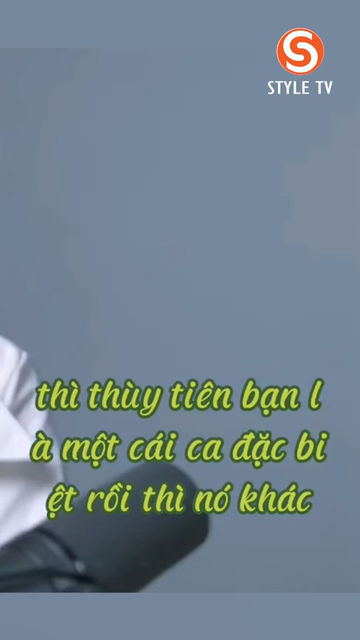 STYLE TV
thì thùy tiên bạn l
à một cái ca đặc bi
ệt rồi thì nó khác